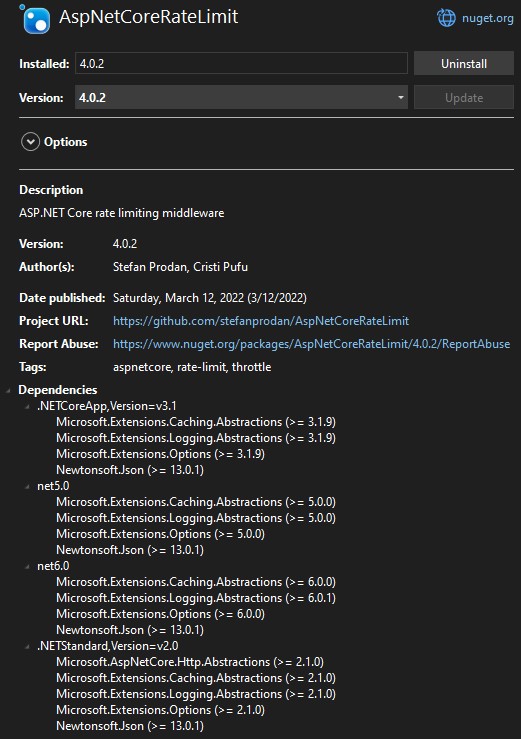 AspNetCoreRateLimit
nuget.org
Installed: 4.0.2 Uninstall
Version: 4.0.2 Update
Options
Description
ASP.NET Core rate limiting middleware
Version: 4.0.2
Author(s): Stefan Prodan, Cristi Pufu
Date published: Saturday, March 12, 2022 (3/12/2022)
Project URL: https://github.com/stefanprodan/AspNetCoreRateLimit
Report Abuse: https://www.nuget.org/packages/AspNetCoreRateLimit/4.0.2/ReportAbuse
Tags: aspnetcore, rate-limit, throttle
Dependencies
.NETCoreApp,Version=v3.1
Microsoft.Extensions.Caching.Abstractions (>= 3.1.9)
Microsoft.Extensions.Logging.Abstractions (>= 3.1.9)
Microsoft.Extensions.Options (>= 3.1.9)
Newtonsoft.Json (>= 13.0.1)
net5.0
Microsoft.Extensions.Caching.Abstractions (>= 5.0.0)
Microsoft.Extensions.Logging.Abstractions (>= 5.0.0)
Microsoft.Extensions.Options (>= 5.0.0)
Newtonsoft.Json (>= 13.0.1)
net6.0
Microsoft.Extensions.Caching.Abstractions (>= 6.0.0)
Microsoft.Extensions.Logging.Abstractions (>= 6.0.1)
Microsoft.Extensions.Options (>= 6.0.0)
Newtonsoft.Json (>= 13.0.1)
.NETStandard,Version=v2.0
Microsoft.AspNetCore.Http.Abstractions (>= 2.1.0)
Microsoft.Extensions.Caching.Abstractions (>= 2.1.0)
Microsoft.Extensions.Logging.Abstractions (>= 2.1.0)
Microsoft.Extensions.Options (>= 2.1.0)
Newtonsoft.Json (>= 13.0.1)